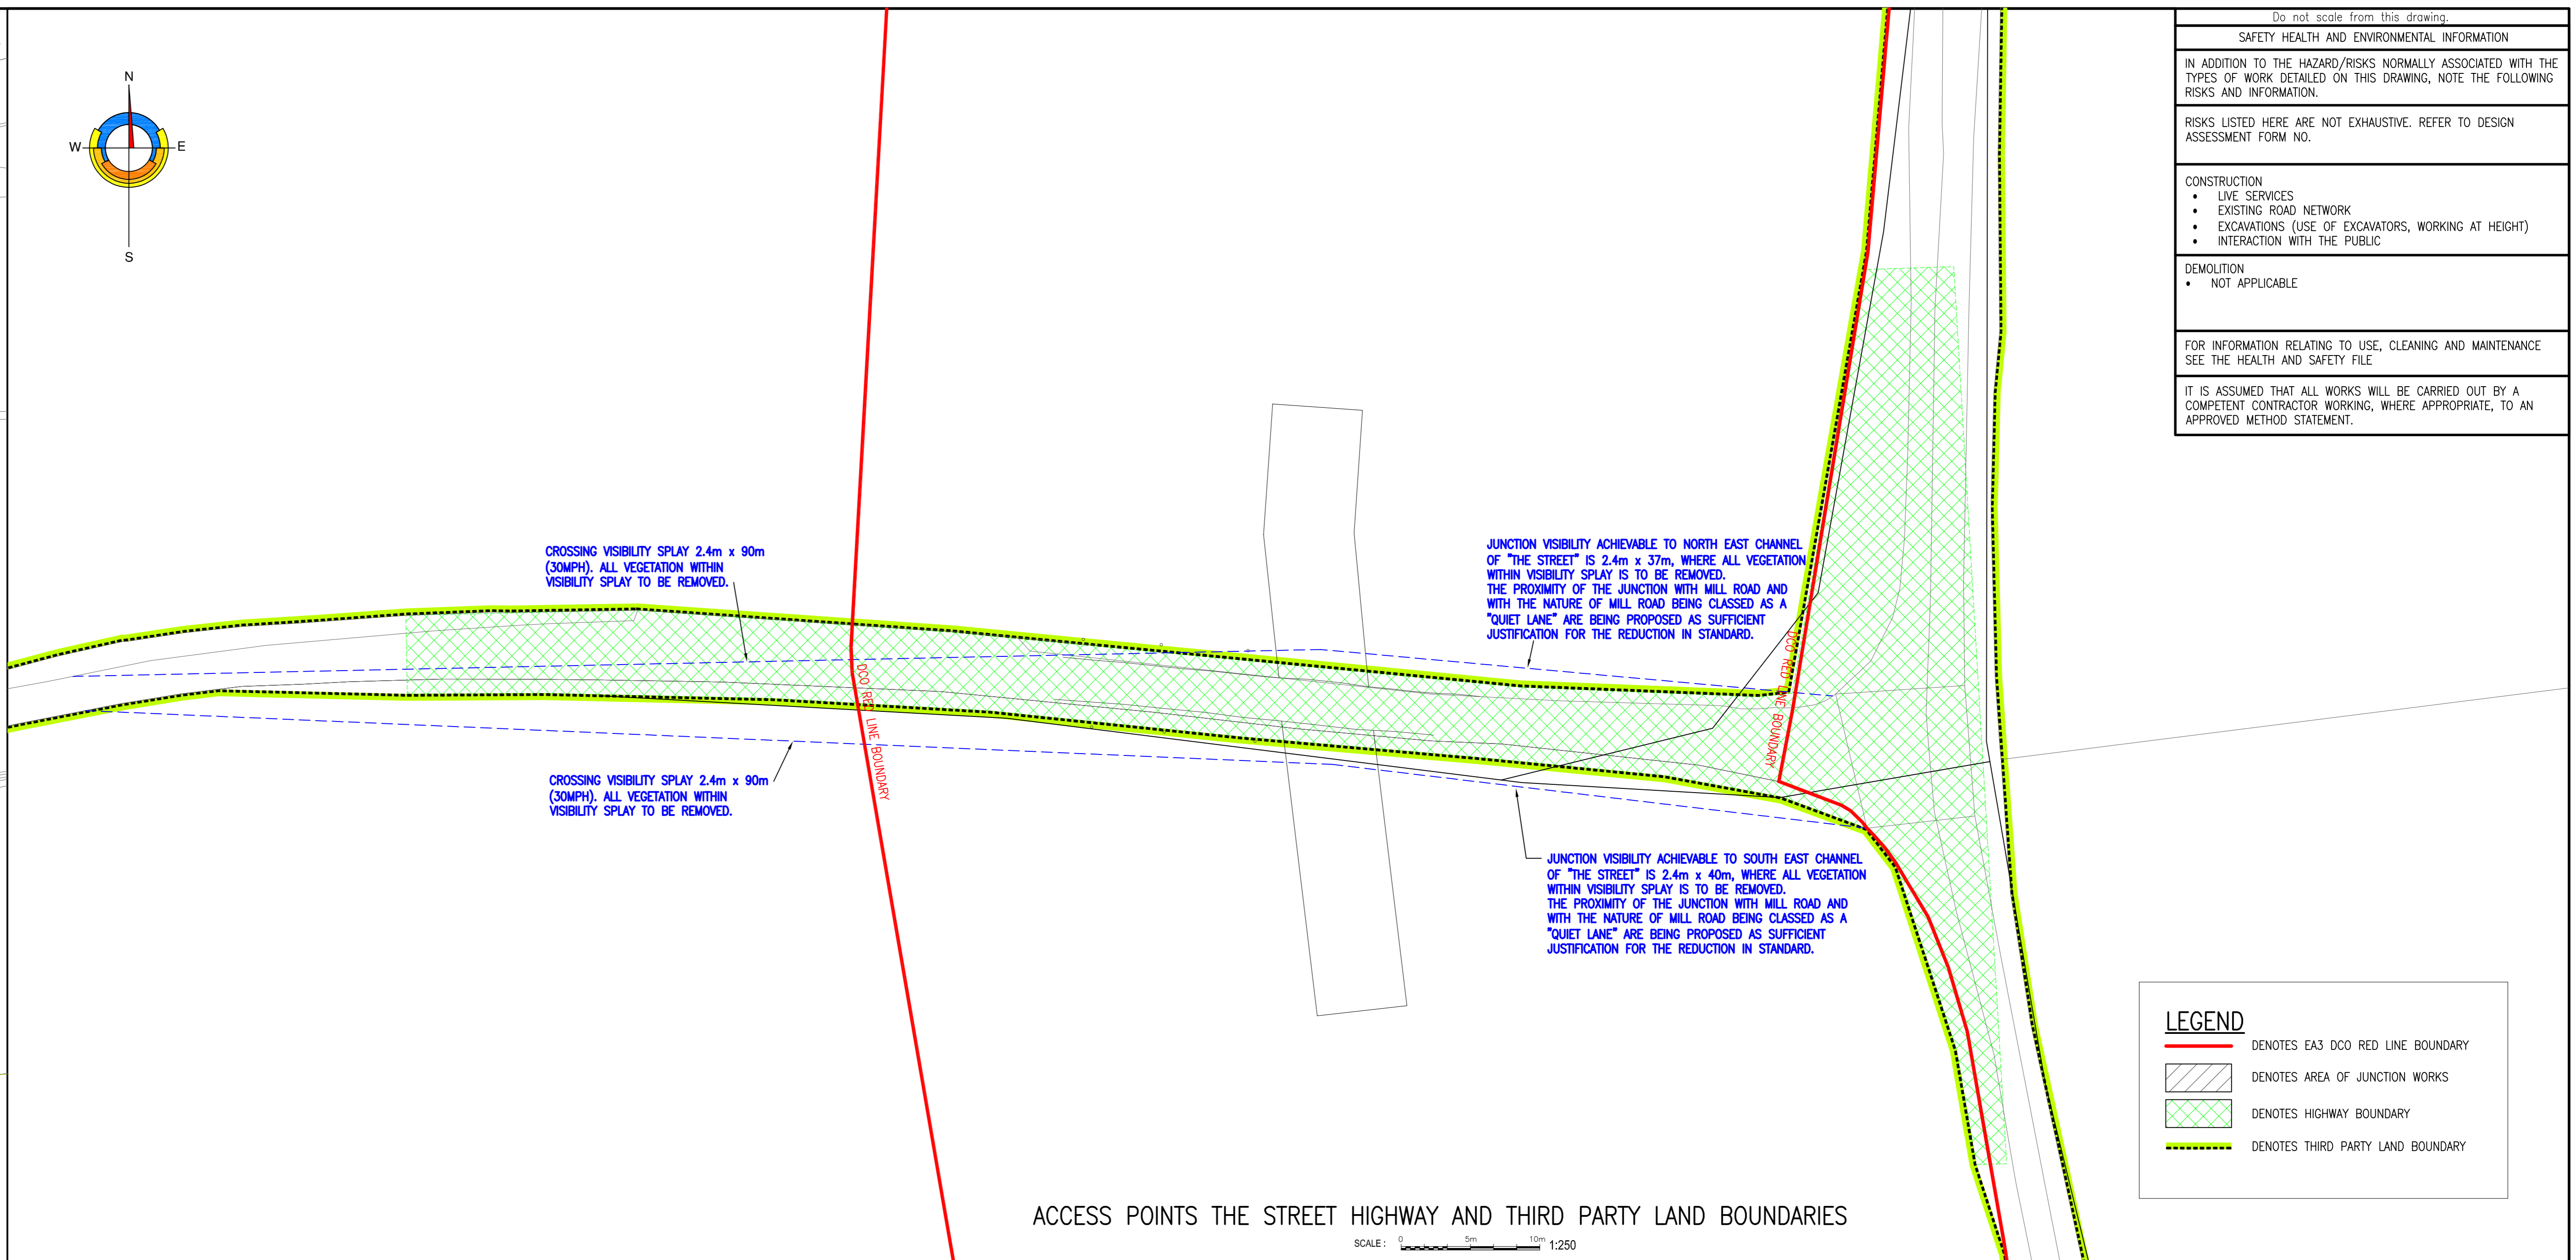 N
W
E
S
Do not scale from this drawing.
SAFETY HEALTH AND ENVIRONMENTAL INFORMATION
IN ADDITION TO THE HAZARD/RISKS NORMALLY ASSOCIATED WITH THE
TYPES OF WORK DETAILED ON THIS DRAWING, NOTE THE FOLLOWING
RISKS AND INFORMATION.
RISKS LISTED HERE ARE NOT EXHAUSTIVE. REFER TO DESIGN
ASSESSMENT FORM NO.
CONSTRUCTION
• LIVE SERVICES
• EXISTING ROAD NETWORK
• EXCAVATIONS (USE OF EXCAVATORS, WORKING AT HEIGHT)
• INTERACTION WITH THE PUBLIC
DEMOLITION
• NOT APPLICABLE
FOR INFORMATION RELATING TO USE, CLEANING AND MAINTENANCE
SEE THE HEALTH AND SAFETY FILE
IT IS ASSUMED THAT ALL WORKS WILL BE CARRIED OUT BY A
COMPETENT CONTRACTOR WORKING, WHERE APPROPRIATE, TO AN
APPROVED METHOD STATEMENT.
CROSSING VISIBILITY SPLAY 2.4m x 90m
(30MPH). ALL VEGETATION WITHIN
VISIBILITY SPLAY TO BE REMOVED.
JUNCTION VISIBILITY ACHIEVABLE TO NORTH EAST CHANNEL
OF "THE STREET" IS 2.4m x 37m, WHERE ALL VEGETATION
WITHIN VISIBILITY SPLAY IS TO BE REMOVED.
THE PROXIMITY OF THE JUNCTION WITH MILL ROAD AND
WITH THE NATURE OF MILL ROAD BEING CLASSED AS A
"QUIET LANE" ARE BEING PROPOSED AS SUFFICIENT
JUSTIFICATION FOR THE REDUCTION IN STANDARD.
DCO RED LINE BOUNDARY
DCO RED LINE BOUNDARY
CROSSING VISIBILITY SPLAY 2.4m x 90m
(30MPH). ALL VEGETATION WITHIN
VISIBILITY SPLAY TO BE REMOVED.
JUNCTION VISIBILITY ACHIEVABLE TO SOUTH EAST CHANNEL
OF "THE STREET" IS 2.4m x 40m, WHERE ALL VEGETATION
WITHIN VISIBILITY SPLAY IS TO BE REMOVED.
THE PROXIMITY OF THE JUNCTION WITH MILL ROAD AND
WITH THE NATURE OF MILL ROAD BEING CLASSED AS A
"QUIET LANE" ARE BEING PROPOSED AS SUFFICIENT
JUSTIFICATION FOR THE REDUCTION IN STANDARD.
LEGEND
DENOTES EA3 DCO RED LINE BOUNDARY
DENOTES AREA OF JUNCTION WORKS
DENOTES HIGHWAY BOUNDARY
DENOTES THIRD PARTY LAND BOUNDARY
ACCESS POINTS THE STREET HIGHWAY AND THIRD PARTY LAND BOUNDARIES
SCALE : 0 5m 10m 1:250